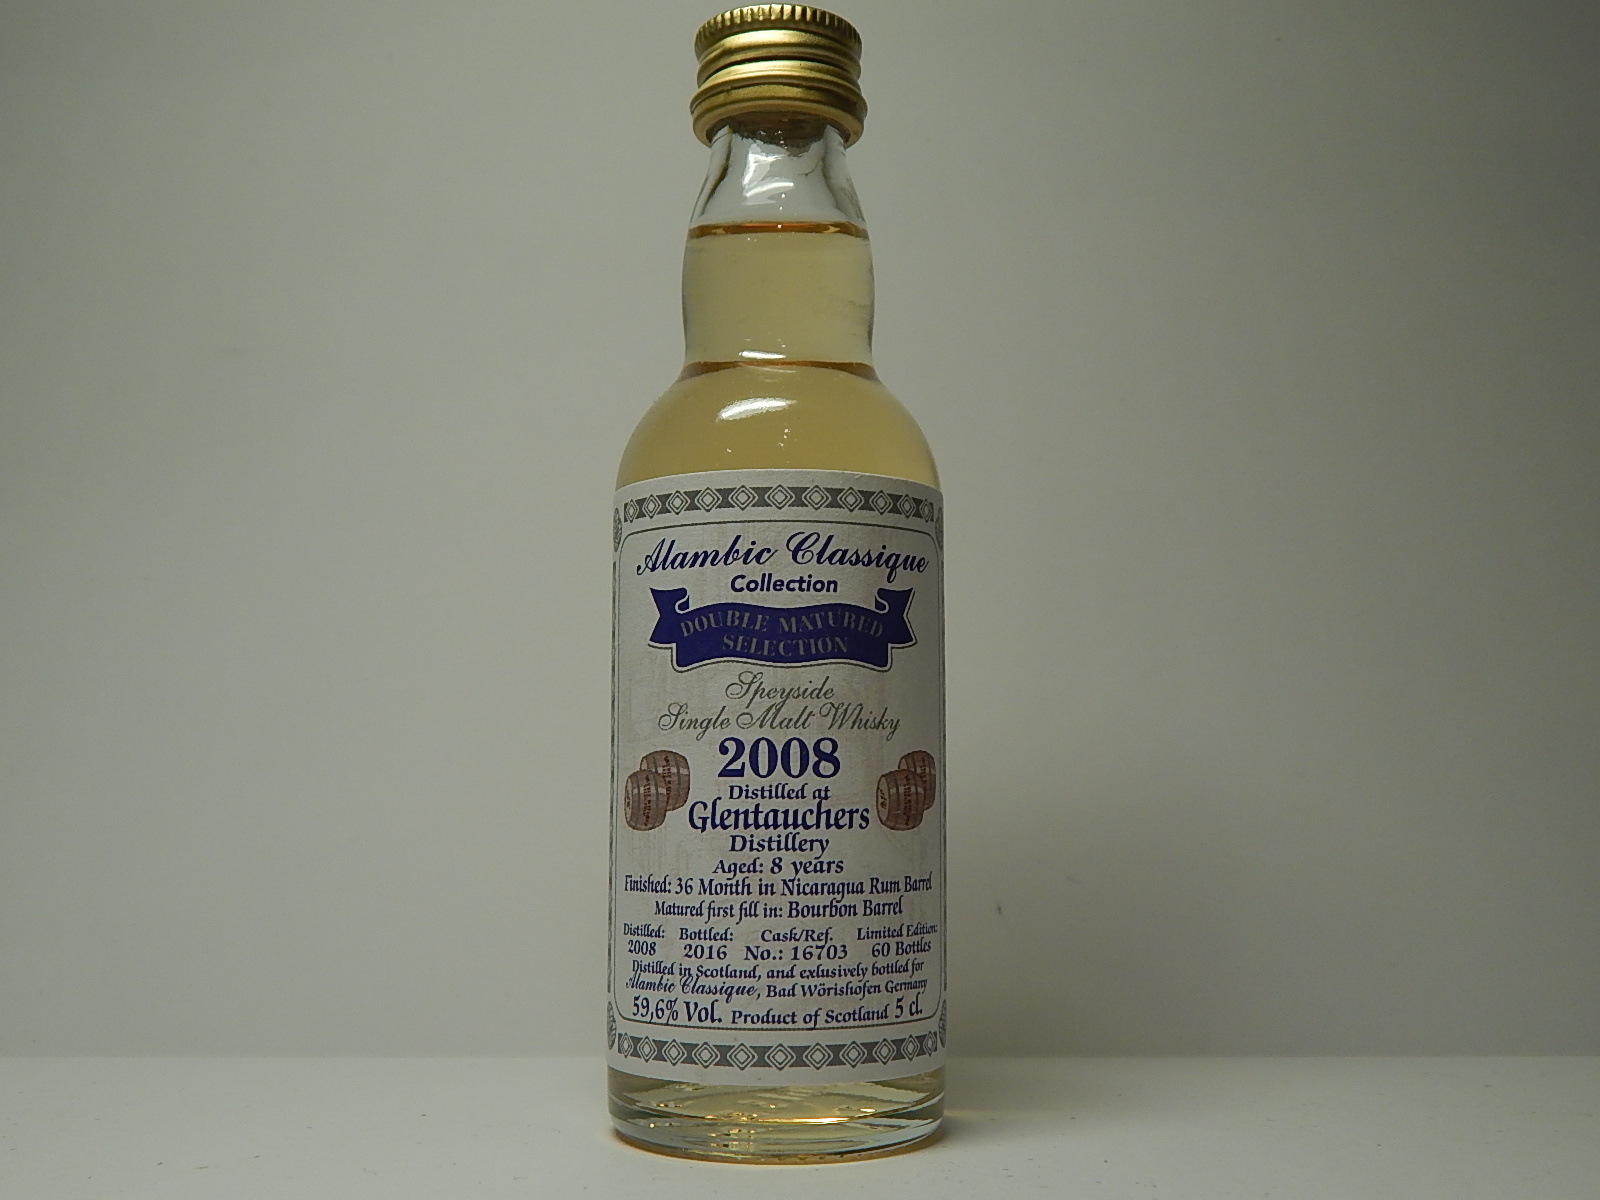 Alambic Classique
Collection
DOUBLE MATURED
SELECTION
Speyside
Single Malt Whisky
2008
Distilled at
Glentauchers
Distillery
Aged: 8 years
Finished: 36 Month in Nicaragua Rum Barrel
Matured first fill in: Bourbon Barrel
Distilled: Bottled: Cask/Ref. Limited Edition:
2008 2016 No.: 16703 60 Bottles
Distilled in Scotland, and exlusively bottled for
Alambic Classique, Bad Wörishofen Germany
59,6% Vol. Product of Scotland 5 cl.